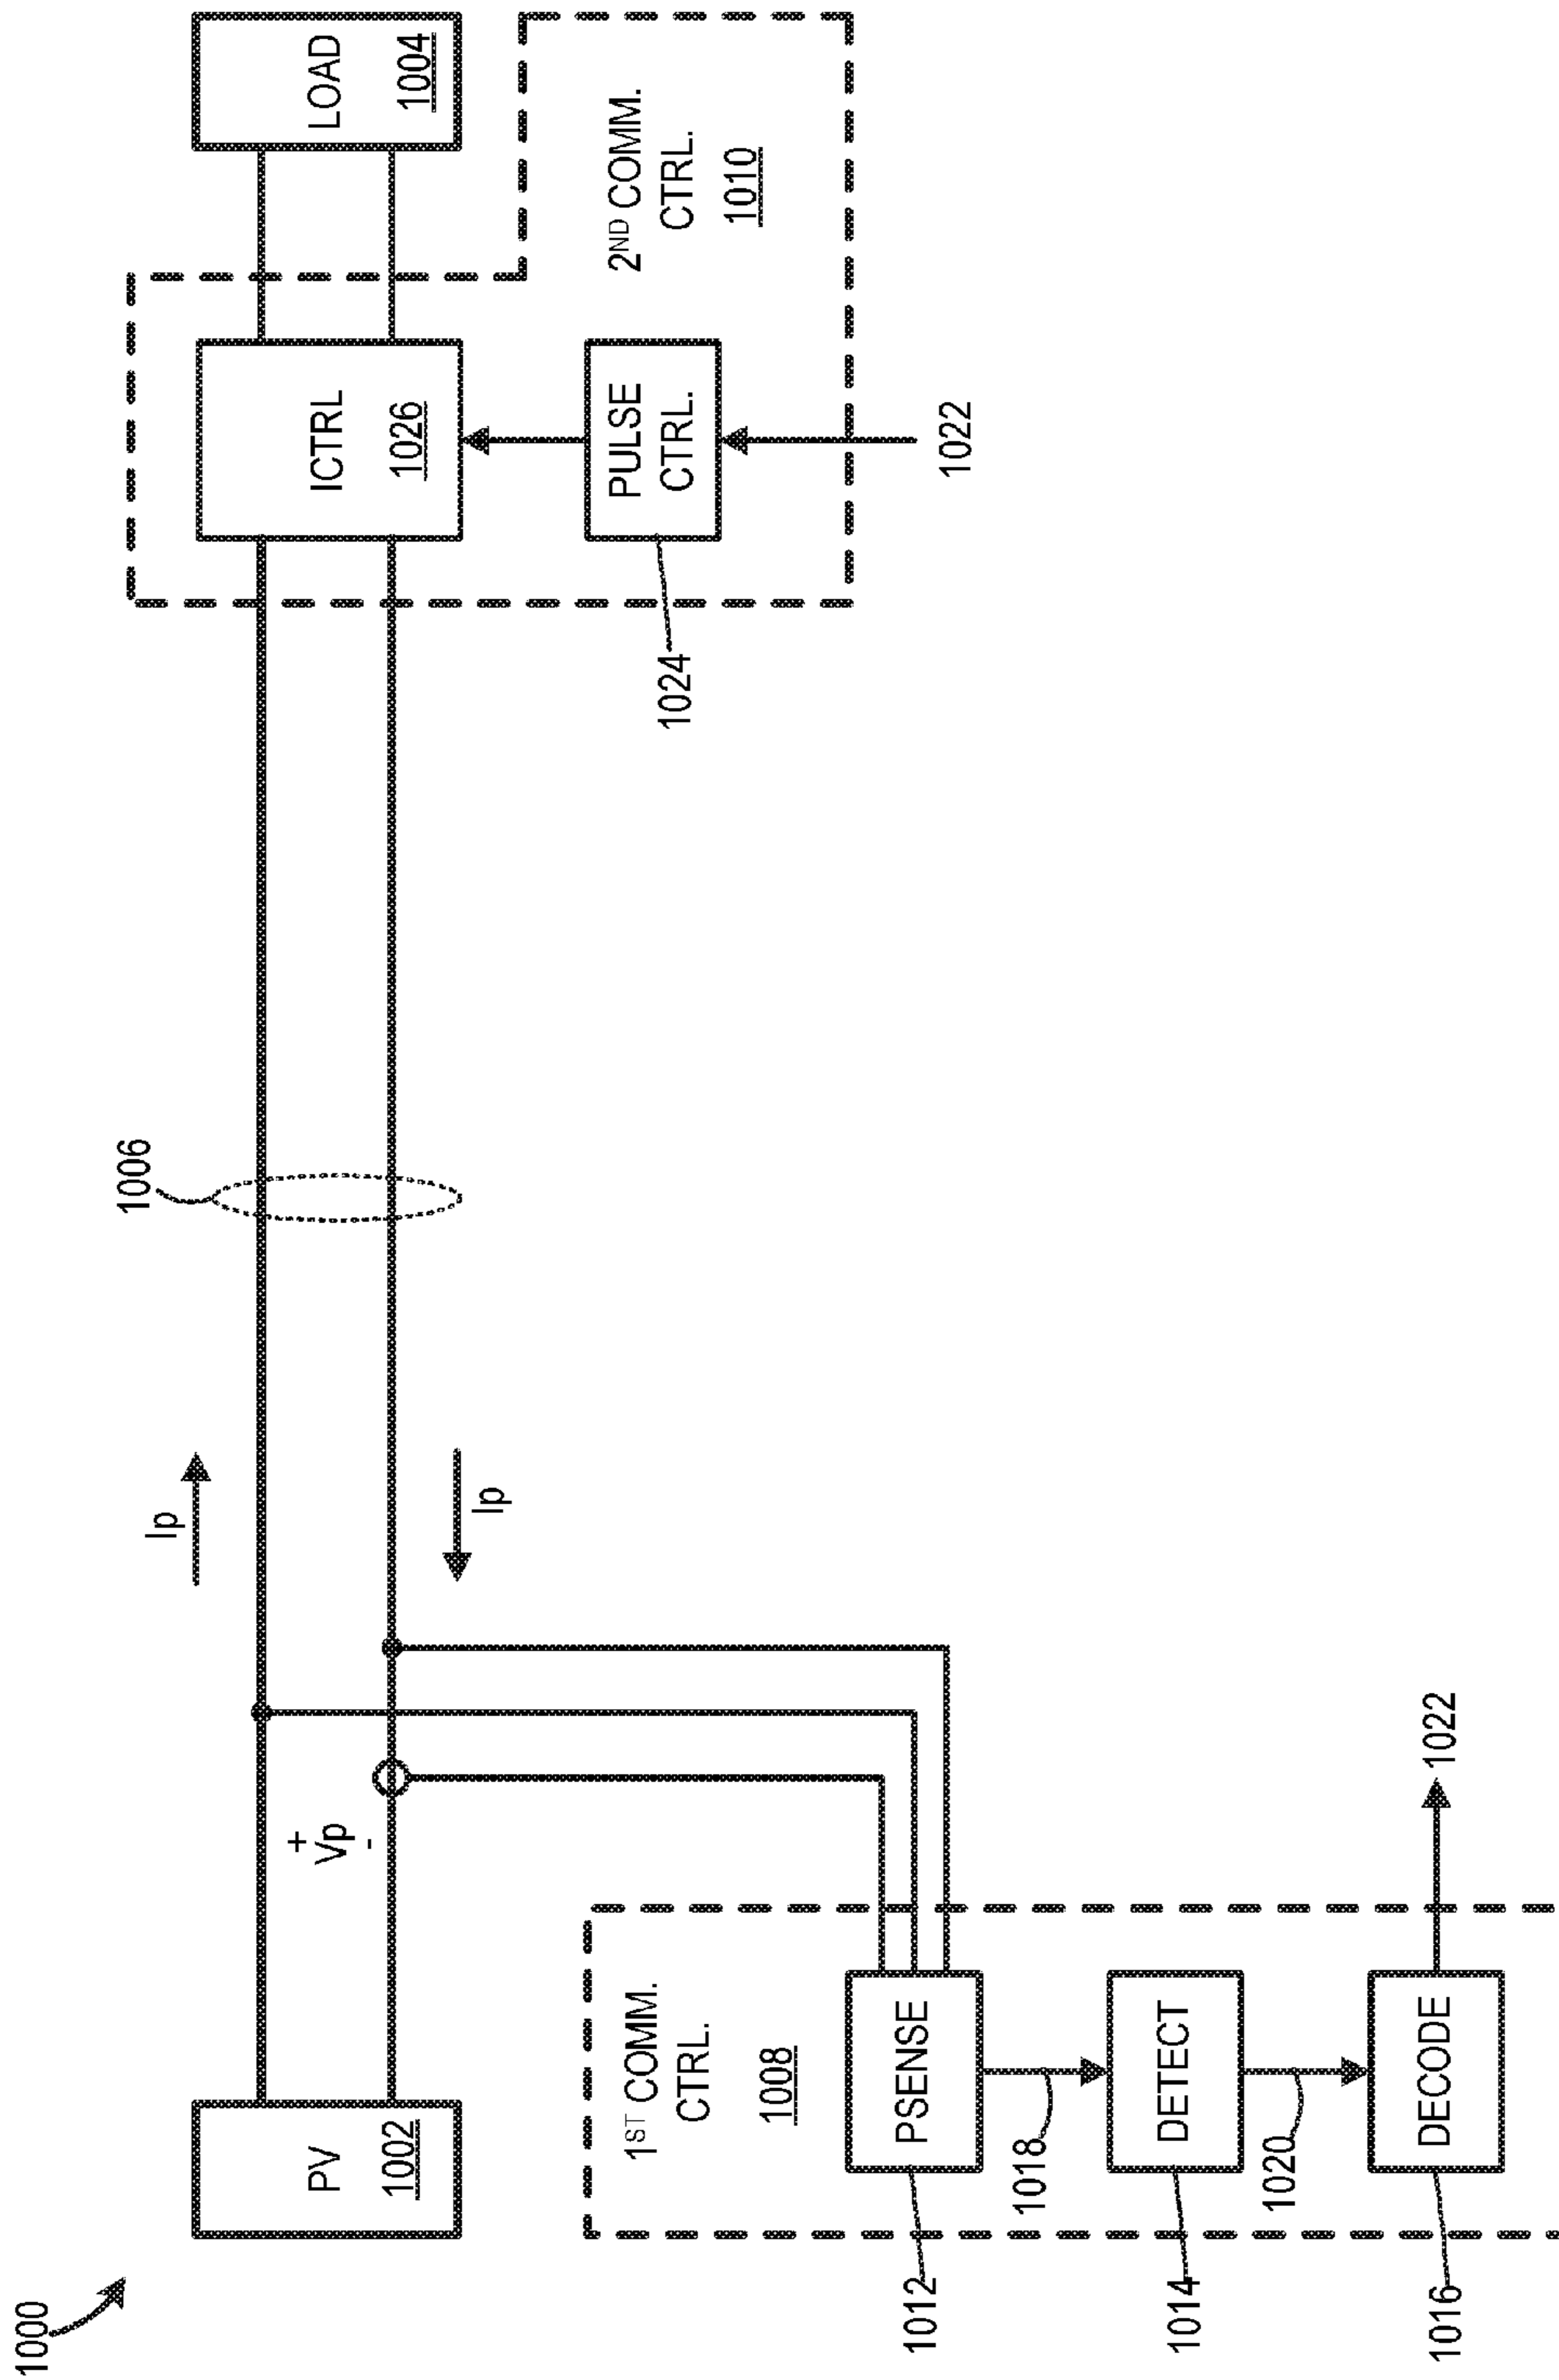 1000
PV
1002
+
Vp
-
Ip
Ip
1006
ICTRL
1026
LOAD
1004
PULSE
CTRL.
1024
2ND COMM.
CTRL.
1010
1022
1ST COMM.
CTRL.
1008
PSENSE
1012
1018
DETECT
1014
1020
DECODE
1016
1022